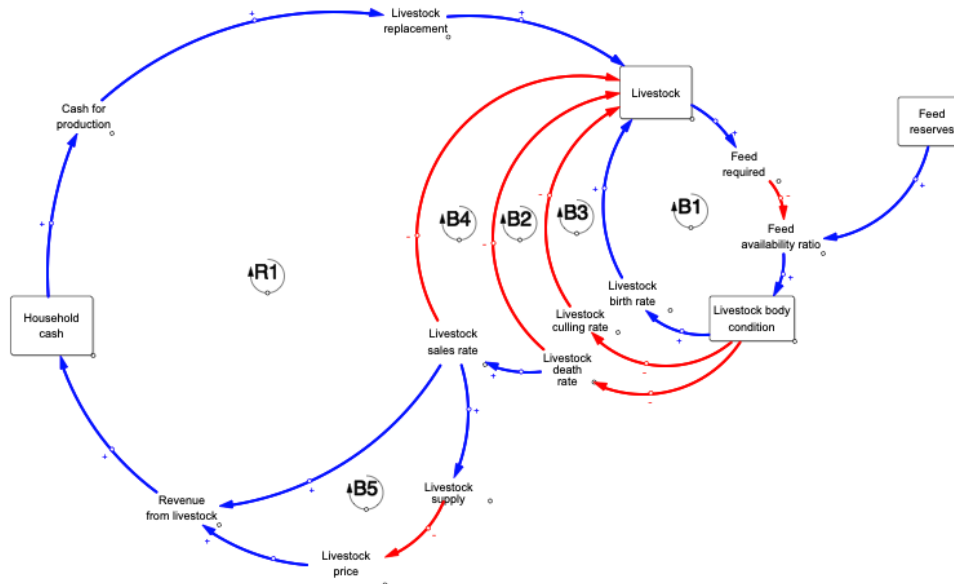 Livestock
replacement
Livestock
Feed
reserves
Cash for
production
Feed
required
B4
B2
B3
B1
Feed
availability ratio
R1
Livestock
birth rate
Household
cash
Livestock
culling rate
Livestock body
condition
Livestock
sales rate
Livestock
death
rate
B5
Livestock
supply
Revenue
from livestock
Livestock
price